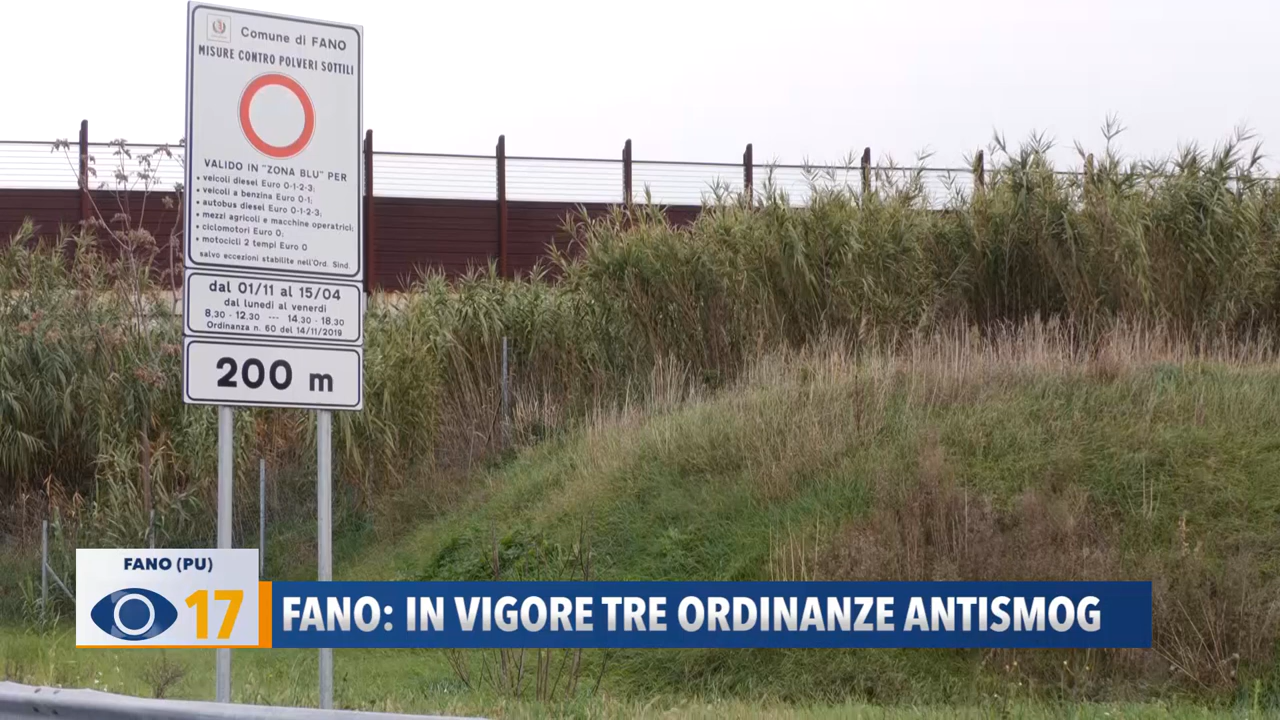 Comune di FANO
MISURE CONTRO POLVERI SOTTILI
VALIDO IN "ZONA BLU" PER
• veicoli diesel Euro 0-1-2-3;
• veicoli a benzina Euro 0-1;
• autobus diesel Euro 0-1-2-3;
• mezzi agricoli e macchine operatrici;
• ciclomotori Euro 0;
• motocicli 2 tempi Euro 0
salvo eccezioni stabilite nell'Ord. Sind.
dal 01/11 al 15/04
dal lunedì al venerdì
8,30 - 12,30 --- 14,30 - 18,30
Ordinanza n. 60 del 14/11/2019
200 m
FANO (PU)
17
FANO: IN VIGORE TRE ORDINANZE ANTISMOG